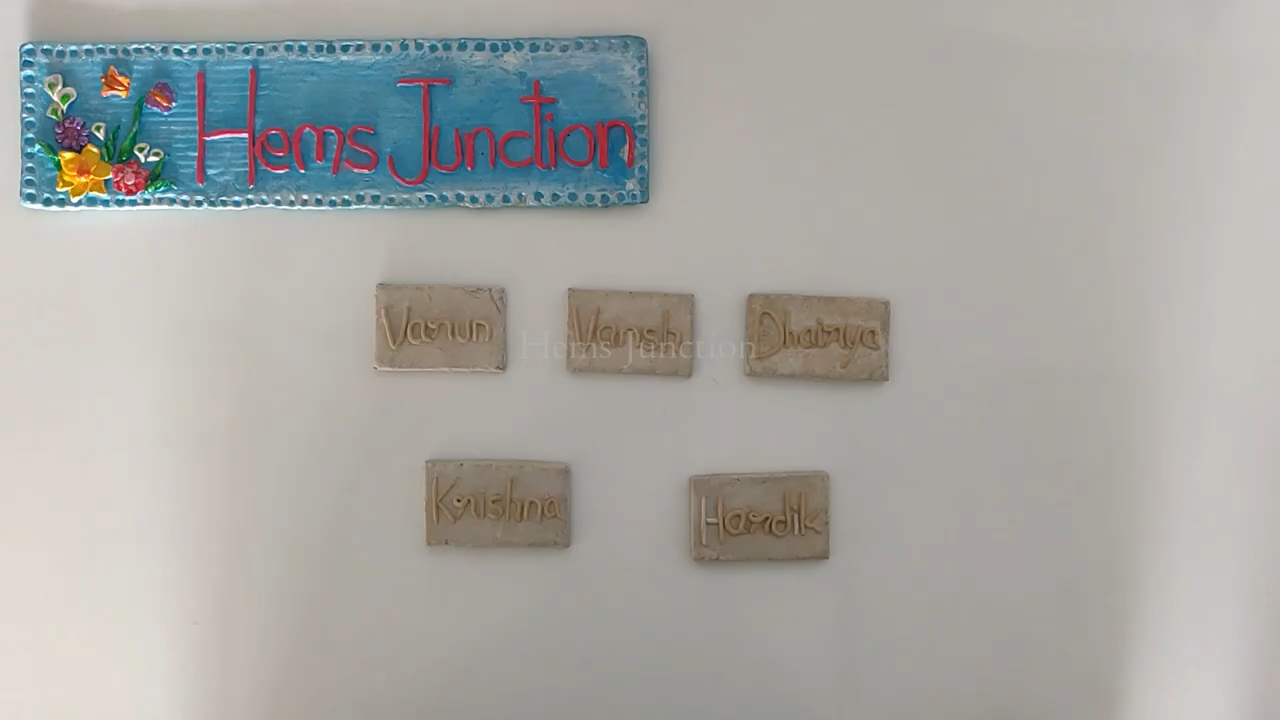 Hems Junction
Varun
Vansh
Dhairya
Hems Junction
Krishna
Hardik